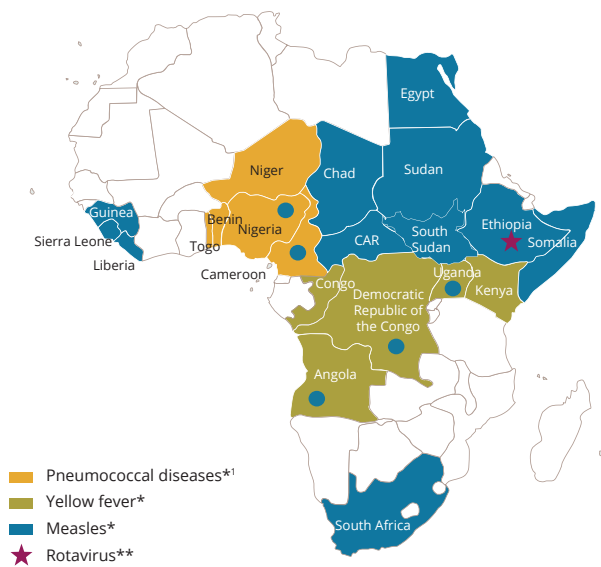 Egypt
Niger
Chad
Sudan
Guinea
Benin
Nigeria
Ethiopia
Sierra Leone
Togo
CAR
South
Sudan
Somalia
Liberia
Cameroon
Congo
Uganda
Democratic
Republic of
the Congo
Kenya
Angola
Pneumococcal diseases*¹
Yellow fever*
Measles*
South Africa
Rotavirus**